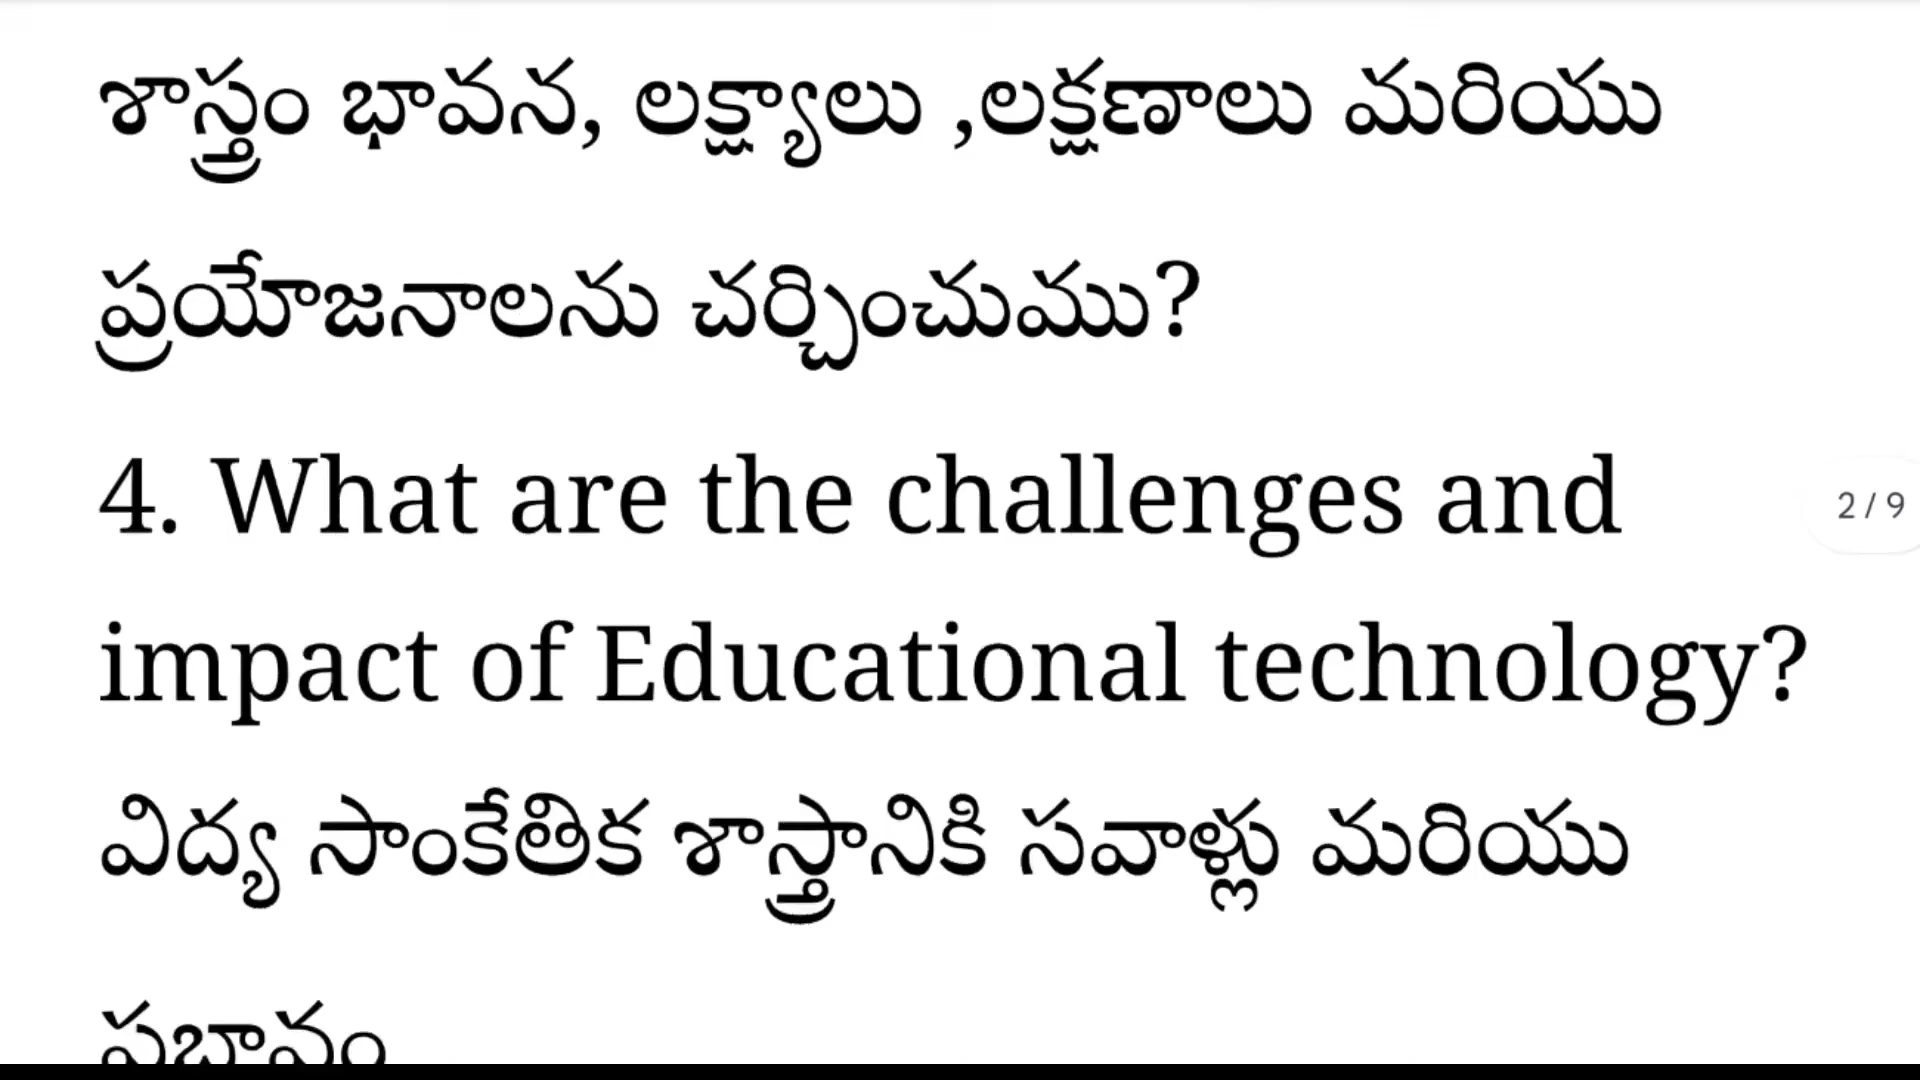 శాస్త్రం భావన, లక్ష్యాలు ,లక్షణాలు మరియు
ప్రయోజనాలను చర్చించుము?
4. What are the challenges and
impact of Educational technology?
2 / 9
విద్య సాంకేతిక శాస్త్రానికి సవాళ్లు మరియు